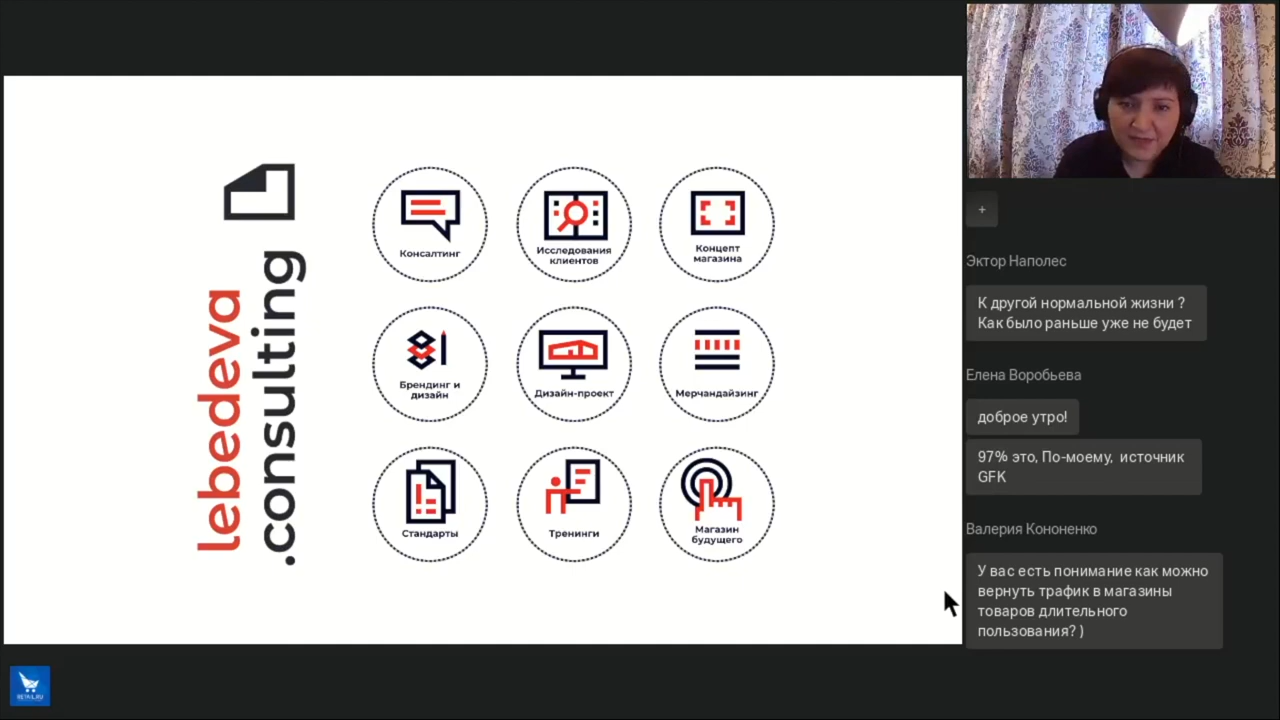 lebedeva
.consulting
Консалтинг
Исследования
клиентов
Концепт
магазина
Брендинг и
дизайн
Дизайн-проект
Мерчандайзинг
Стандарты
Тренинги
Магазин
будущего
RETAIL.RU
+
Эктор Наполес
К другой нормальной жизни ?
Как было раньше уже не будет
Елена Воробьева
доброе утро!
97% это, По-моему, источник
GFK
Валерия Кононенко
У вас есть понимание как можно
вернуть трафик в магазины
товаров длительного
пользования? )